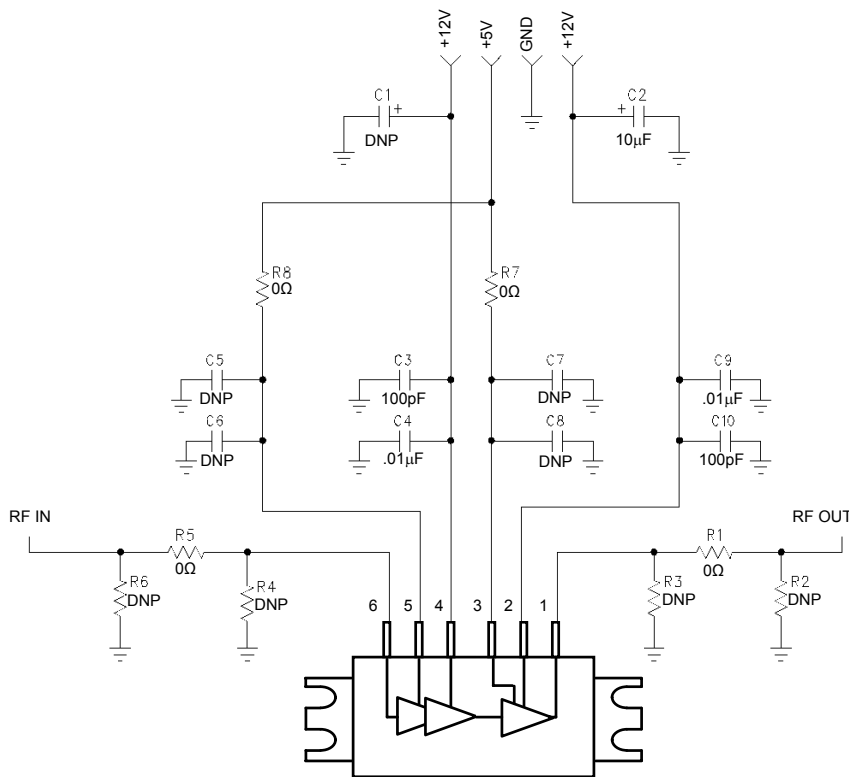 +12V
+5V
GND
+12V
C1
+
DNP
+
C2
10µF
R8
0Ω
R7
0Ω
C5
DNP
C3
100pF
C7
DNP
C9
.01µF
C6
DNP
C4
.01µF
C8
DNP
C10
100pF
RF IN
RF OUT
R5
0Ω
R1
0Ω
R6
DNP
R4
DNP
R3
DNP
R2
DNP
6
5
4
3
2
1